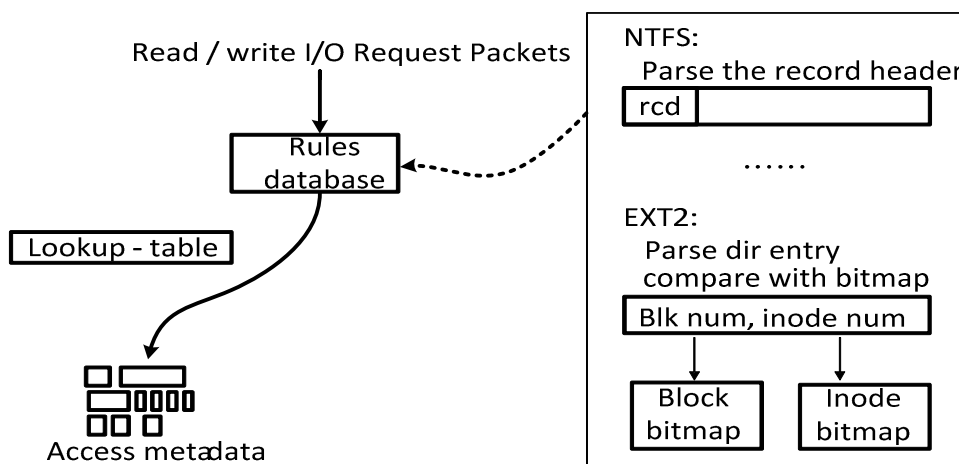 Read / write I/O Request Packets
Rules
database
Lookup - table
Access metadata
NTFS:
Parse the record header
rcd
......
EXT2:
Parse dir entry
compare with bitmap
Blk num, inode num
Block
bitmap
Inode
bitmap